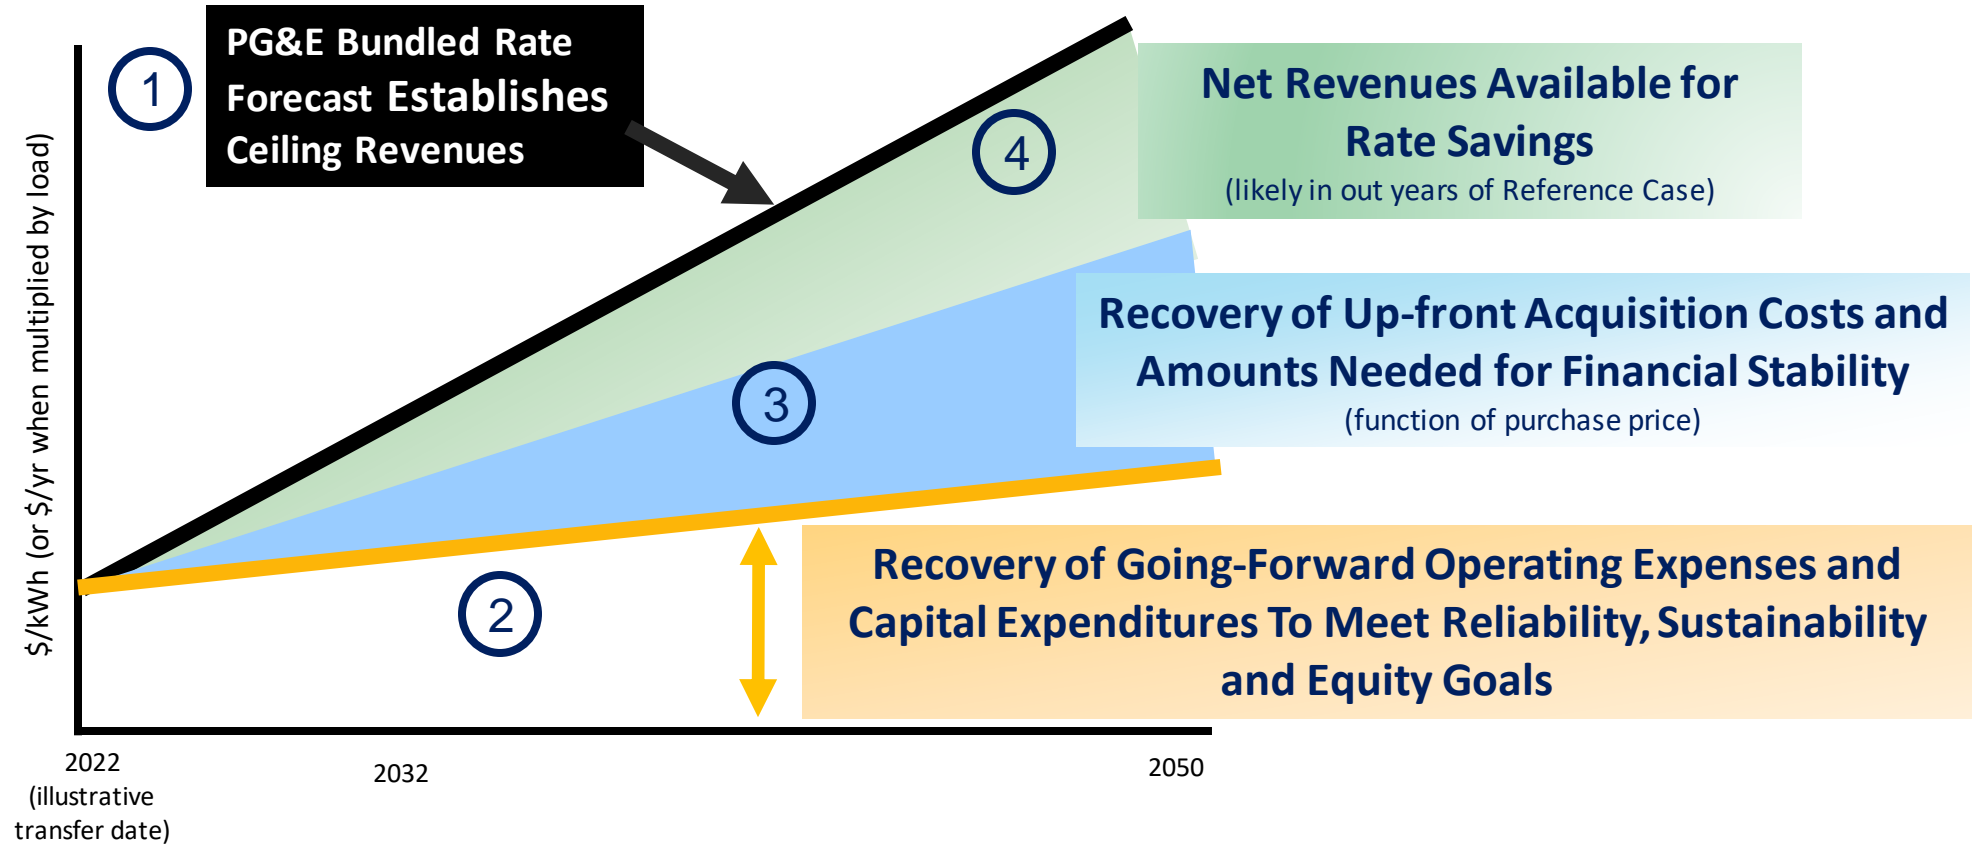 1
PG&E Bundled Rate
Forecast Establishes
Ceiling Revenues
4
Net Revenues Available for
Rate Savings
(likely in out years of Reference Case)
3
Recovery of Up-front Acquisition Costs and
Amounts Needed for Financial Stability
(function of purchase price)
2
Recovery of Going-Forward Operating Expenses and
Capital Expenditures To Meet Reliability, Sustainability
and Equity Goals
$/kWh (or $/yr when multiplied by load)
2022
(illustrative
transfer date)
2032
2050